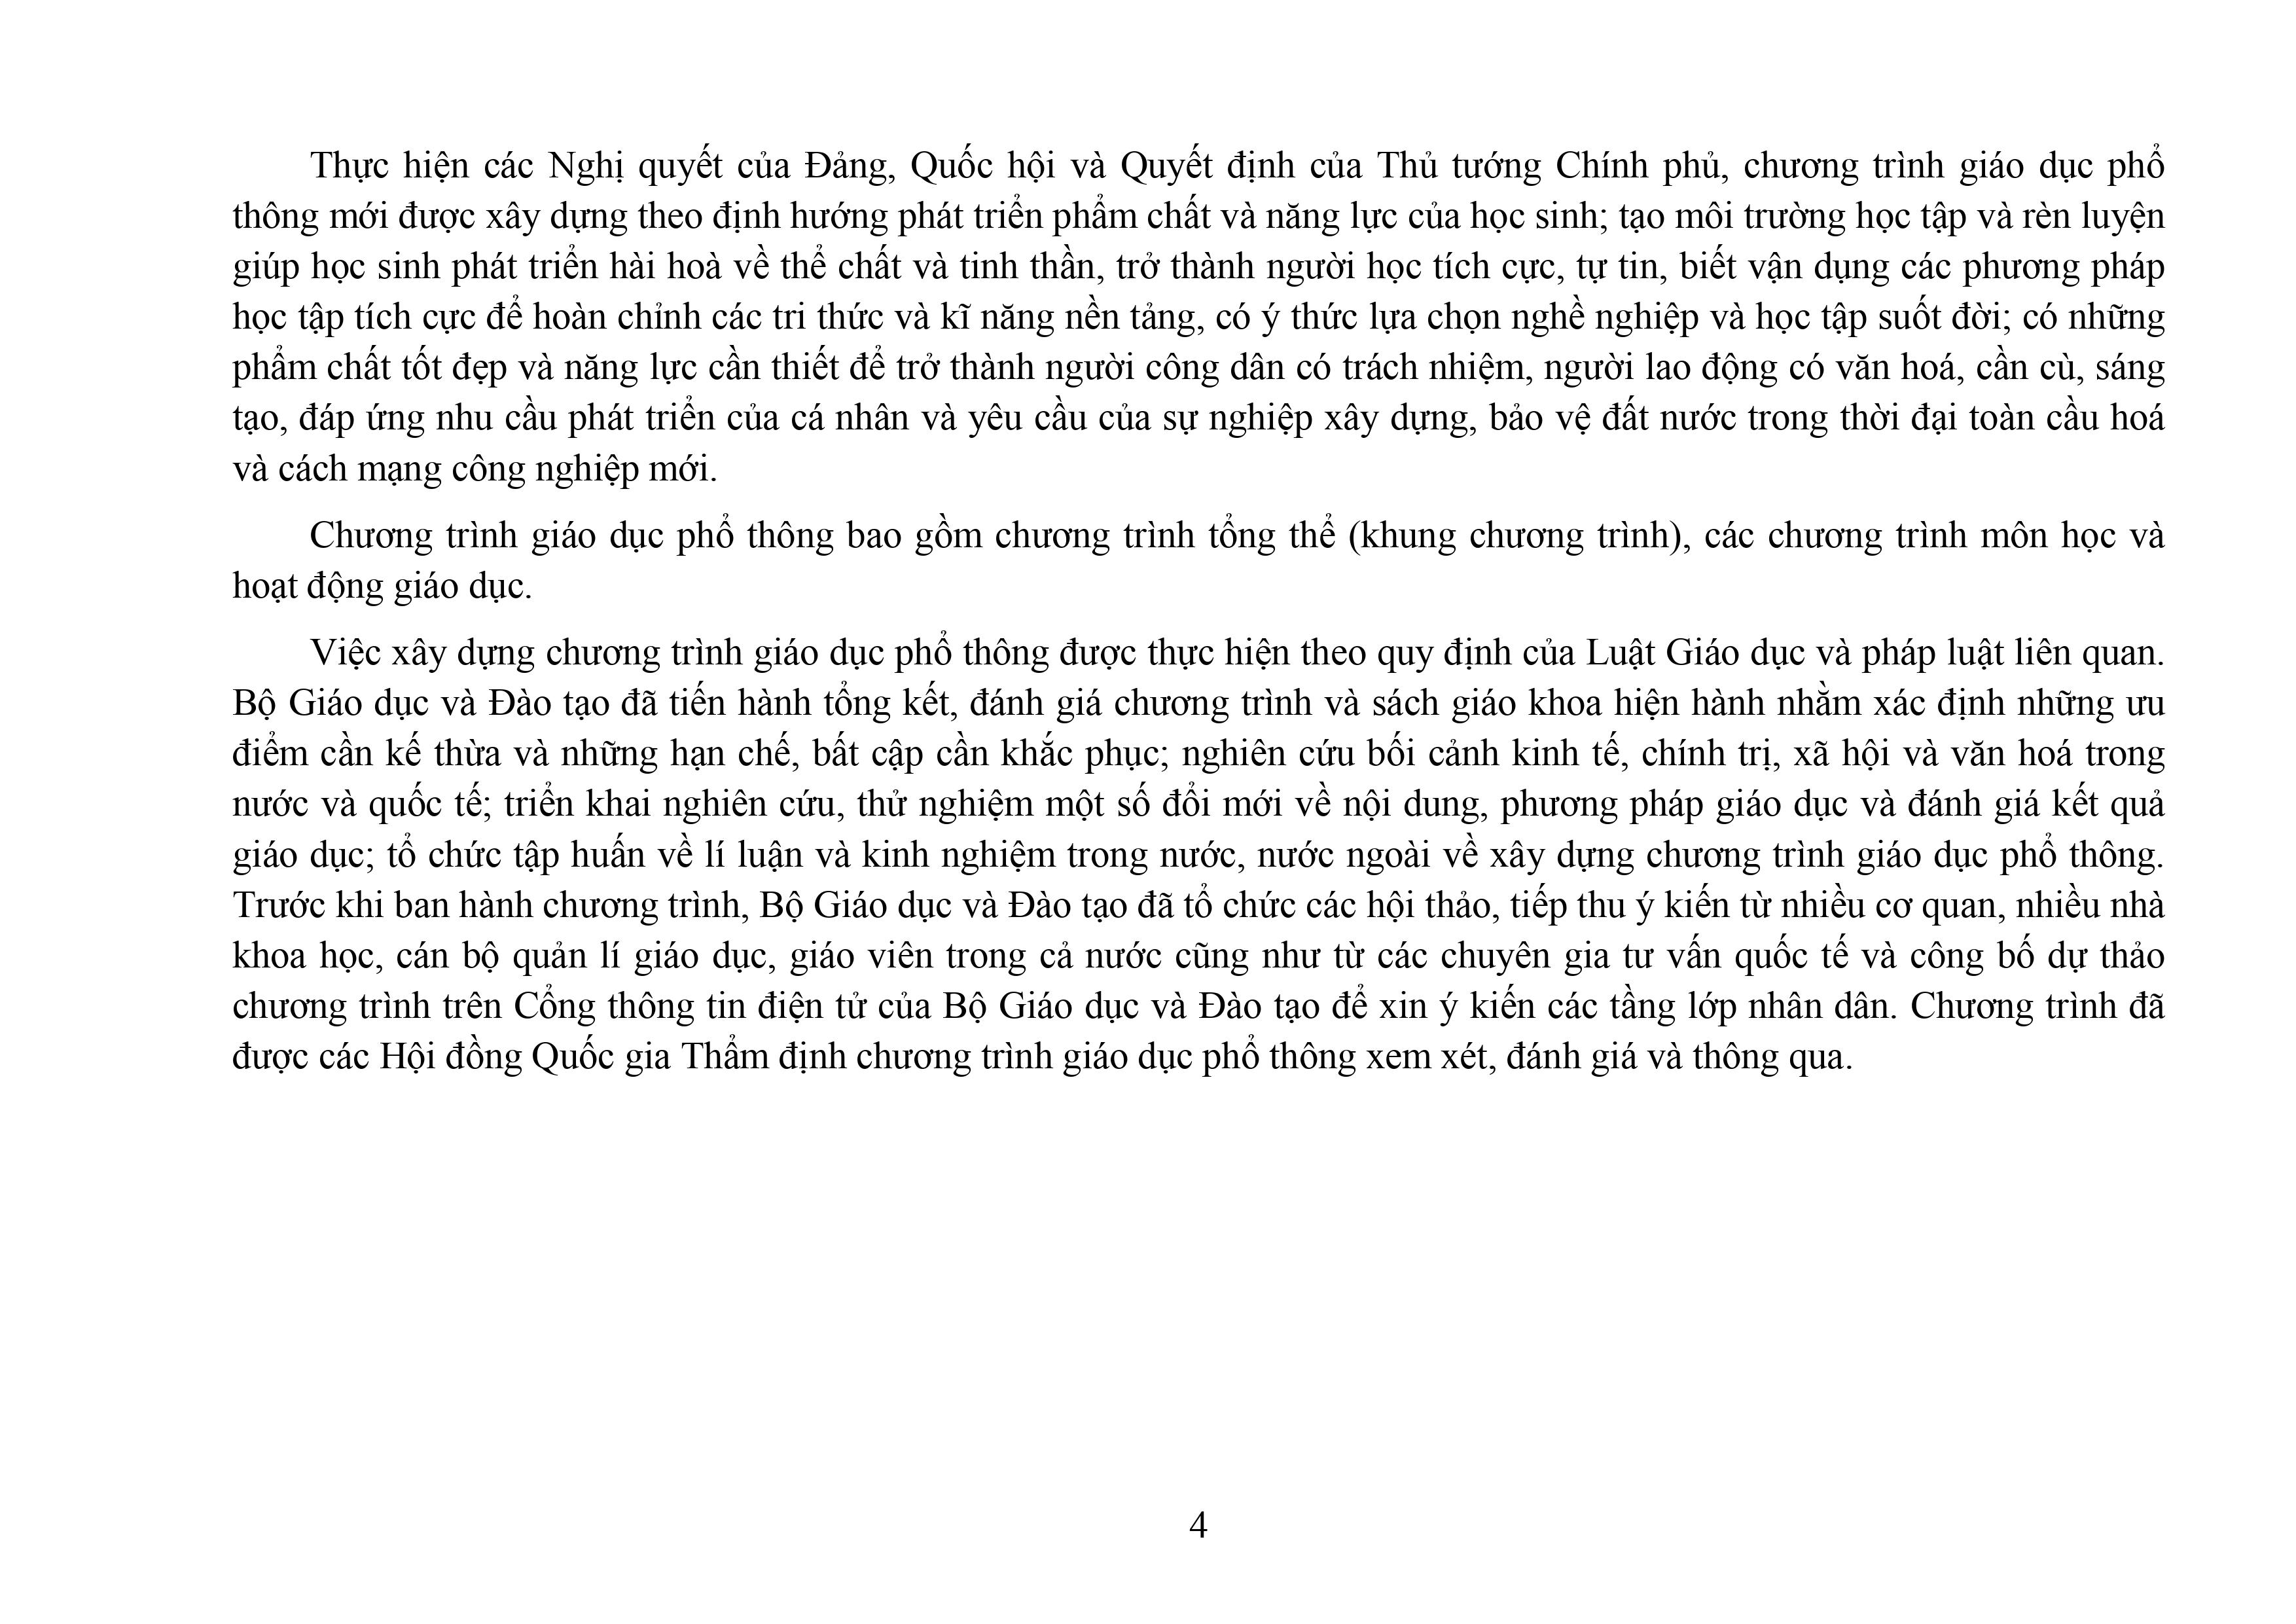 Thực hiện các Nghị quyết của Đảng, Quốc hội và Quyết định của Thủ tướng Chính phủ, chương trình giáo dục phổ
thông mới được xây dựng theo định hướng phát triển phẩm chất và năng lực của học sinh; tạo môi trường học tập và rèn luyện
giúp học sinh phát triển hài hoà về thể chất và tinh thần, trở thành người học tích cực, tự tin, biết vận dụng các phương pháp
học tập tích cực để hoàn chỉnh các tri thức và kĩ năng nền tảng, có ý thức lựa chọn nghề nghiệp và học tập suốt đời; có những
phẩm chất tốt đẹp và năng lực cần thiết để trở thành người công dân có trách nhiệm, người lao động có văn hoá, cần cù, sáng
tạo, đáp ứng nhu cầu phát triển của cá nhân và yêu cầu của sự nghiệp xây dựng, bảo vệ đất nước trong thời đại toàn cầu hoá
và cách mạng công nghiệp mới.
Chương trình giáo dục phổ thông bao gồm chương trình tổng thể (khung chương trình), các chương trình môn học và
hoạt động giáo dục.
Việc xây dựng chương trình giáo dục phổ thông được thực hiện theo quy định của Luật Giáo dục và pháp luật liên quan.
Bộ Giáo dục và Đào tạo đã tiến hành tổng kết, đánh giá chương trình và sách giáo khoa hiện hành nhằm xác định những ưu
điểm cần kế thừa và những hạn chế, bất cập cần khắc phục; nghiên cứu bối cảnh kinh tế, chính trị, xã hội và văn hoá trong
nước và quốc tế; triển khai nghiên cứu, thử nghiệm một số đổi mới về nội dung, phương pháp giáo dục và đánh giá kết quả
giáo dục; tổ chức tập huấn về lí luận và kinh nghiệm trong nước, nước ngoài về xây dựng chương trình giáo dục phổ thông.
Trước khi ban hành chương trình, Bộ Giáo dục và Đào tạo đã tổ chức các hội thảo, tiếp thu ý kiến từ nhiều cơ quan, nhiều nhà
khoa học, cán bộ quản lí giáo dục, giáo viên trong cả nước cũng như từ các chuyên gia tư vấn quốc tế và công bố dự thảo
chương trình trên Cổng thông tin điện tử của Bộ Giáo dục và Đào tạo để xin ý kiến các tầng lớp nhân dân. Chương trình đã
được các Hội đồng Quốc gia Thẩm định chương trình giáo dục phổ thông xem xét, đánh giá và thông qua.
4